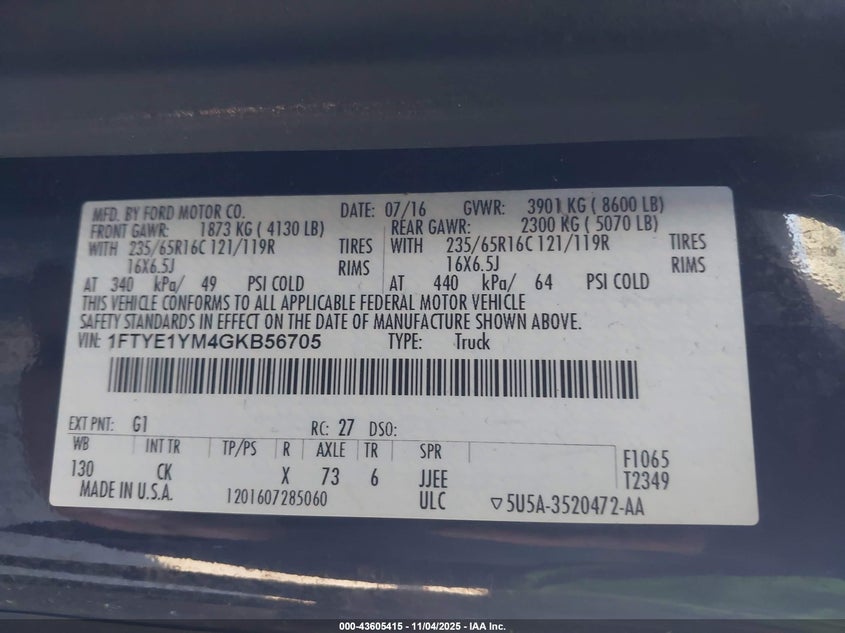 MFD. BY FORD MOTOR CO. DATE: 07/16 GVWR: 3901 KG ( 8600 LB)
FRONT GAWR: 1873 KG ( 4130 LB) REAR GAWR: 2300 KG ( 5070 LB)
WITH 235/65R16C 121/119R TIRES WITH 235/65R16C 121/119R TIRES
16X6.5J RIMS 16X6.5J RIMS
AT 340 kPa/ 49 PSI COLD AT 440 kPa/ 64 PSI COLD
THIS VEHICLE CONFORMS TO ALL APPLICABLE FEDERAL MOTOR VEHICLE
SAFETY STANDARDS IN EFFECT ON THE DATE OF MANUFACTURE SHOWN ABOVE.
VIN: 1FTYE1YM4GKB56705 TYPE: Truck
EXT PNT: G1 RC: 27 DSO:
WB INT TR TP/PS R AXLE TR SPR F1065
130 CK X 73 6 JJEE T2349
MADE IN U.S.A. 1201607285060 ULC ▽5U5A-3520472-AA
000-43605415 - 11/04/2025 - IAA Inc.